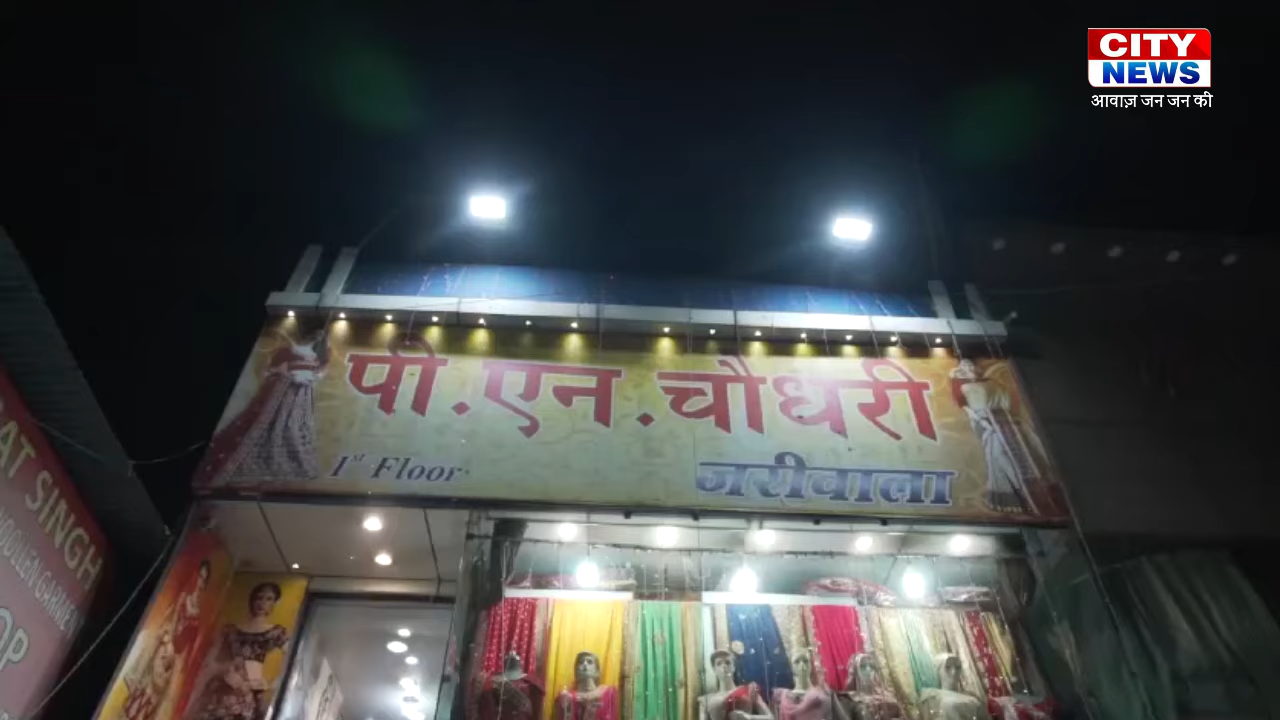 CITY
NEWS
आवाज़ जन जन की
पी.एन.चौधरी
1st Floor
जरीवाला
AT SINGH
OP